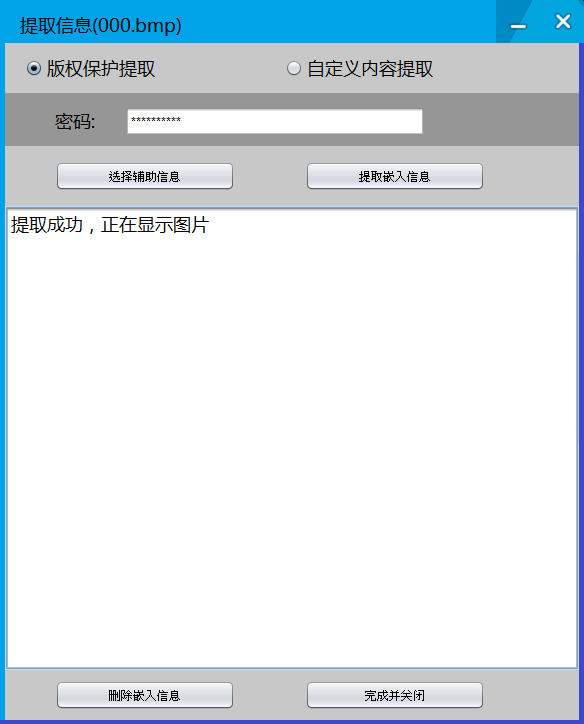 提取信息(000.bmp)
版权保护提取 自定义内容提取
密码: **********
选择辅助信息 提取嵌入信息
提取成功，正在显示图片
删除嵌入信息 完成并关闭